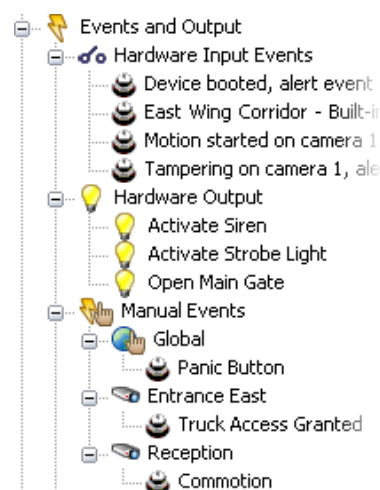 Events and Output
Hardware Input Events
Device booted, alert event
East Wing Corridor - Built-in
Motion started on camera 1
Tampering on camera 1, ale
Hardware Output
Activate Siren
Activate Strobe Light
Open Main Gate
Manual Events
Global
Panic Button
Entrance East
Truck Access Granted
Reception
Commotion